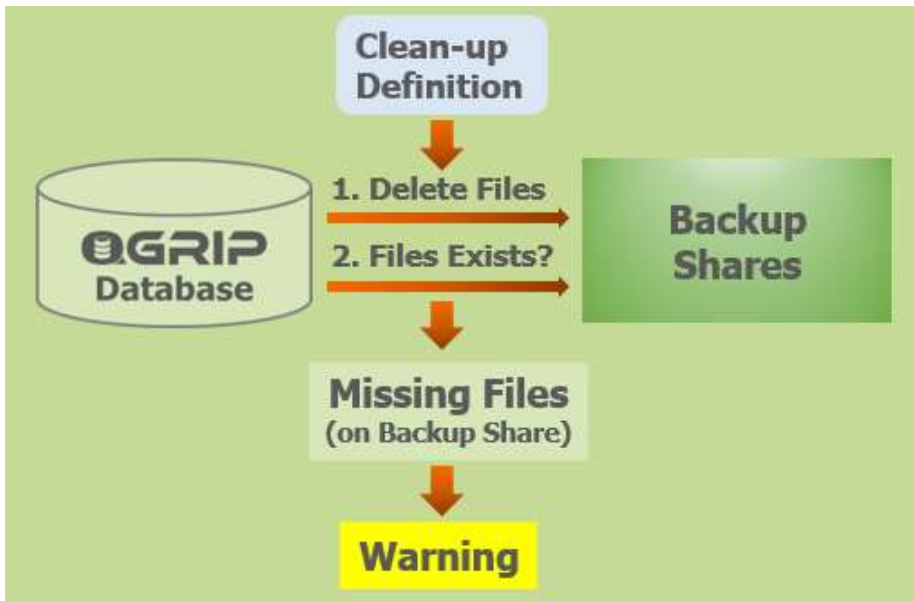 Clean-up
Definition
1. Delete Files
QGRIP
Database
2. Files Exists?
Backup
Shares
Missing Files
(on Backup Share)
Warning